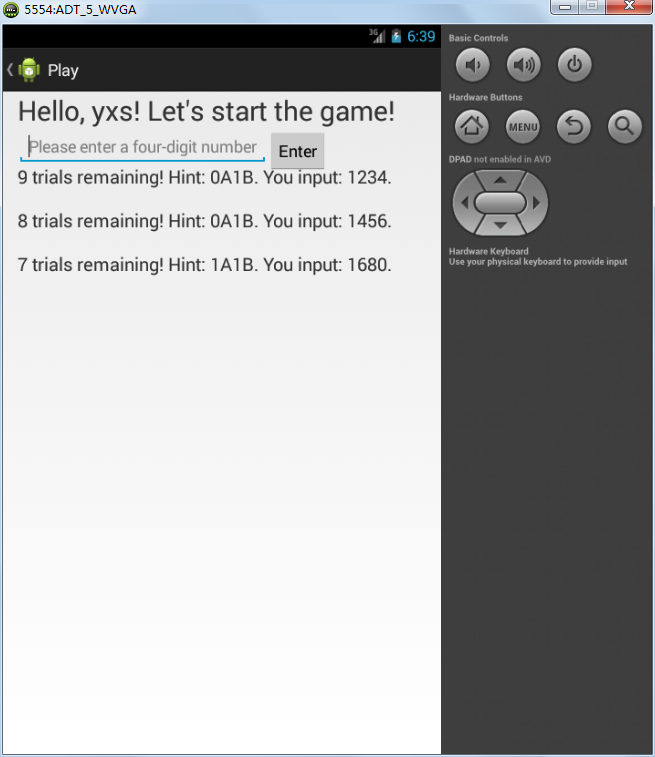 5554:ADT_5_WVGA
3G 6:39
Play
Hello, yxs! Let's start the game!
Please enter a four-digit number
Enter
9 trials remaining! Hint: 0A1B. You input: 1234.
8 trials remaining! Hint: 0A1B. You input: 1456.
7 trials remaining! Hint: 1A1B. You input: 1680.
Basic Controls
Hardware Buttons
MENU
DPAD not enabled in AVD
Hardware Keyboard
Use your physical keyboard to provide input